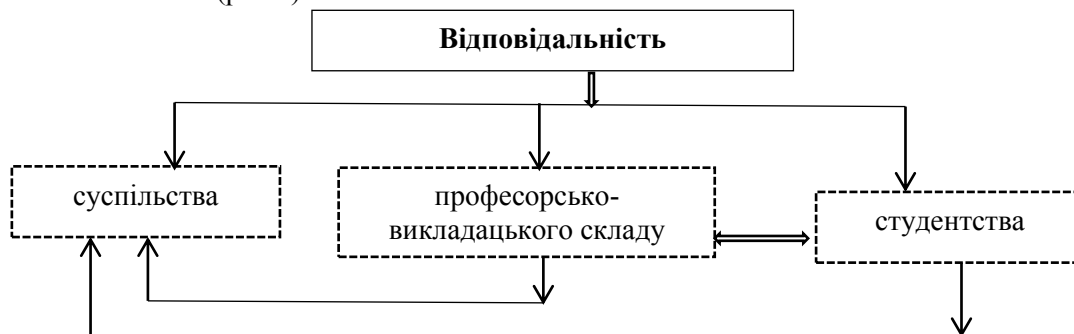 Відповідальність
суспільства
професорсько-
викладацького складу
студентства